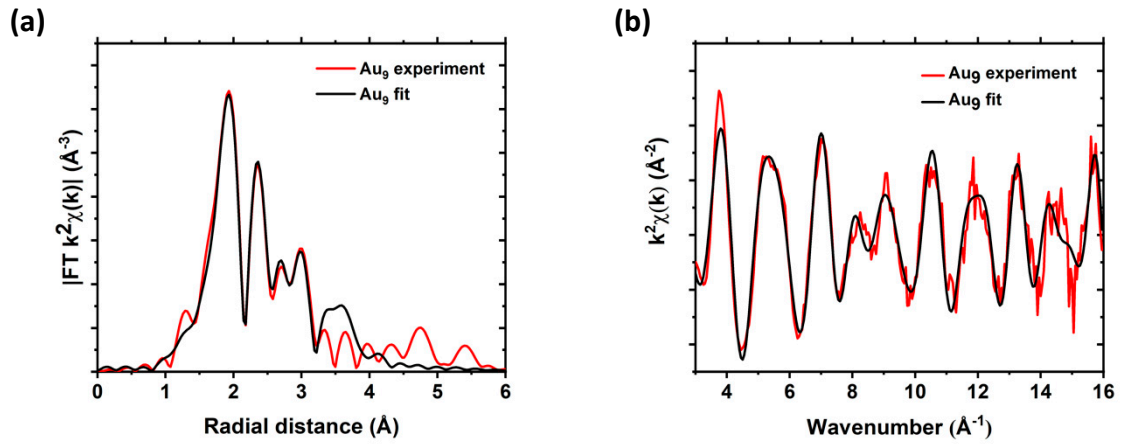 (a)
Au₉ experiment
Au₉ fit
|FT k²χ(k)| (Å⁻³)
0 1 2 3 4 5 6
Radial distance (Å)
(b)
Au₉ experiment
Au₉ fit
k²χ(k) (Å⁻²)
4 6 8 10 12 14 16
Wavenumber (Å⁻¹)